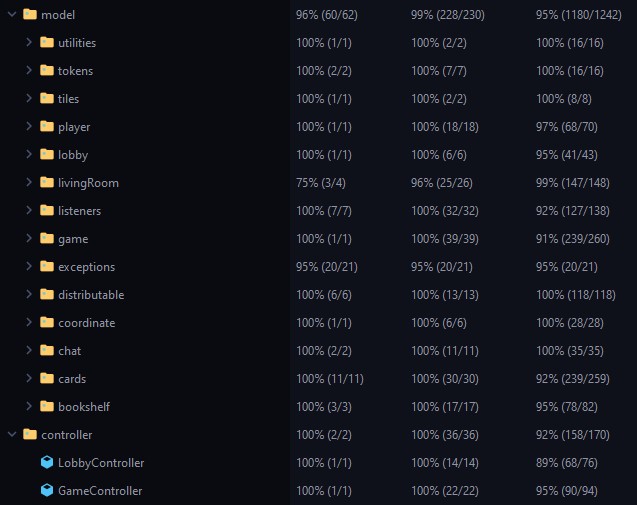 model 96% (60/62) 99% (228/230) 95% (1180/1242)
utilities 100% (1/1) 100% (2/2) 100% (16/16)
tokens 100% (2/2) 100% (7/7) 100% (16/16)
tiles 100% (1/1) 100% (2/2) 100% (8/8)
player 100% (1/1) 100% (18/18) 97% (68/70)
lobby 100% (1/1) 100% (6/6) 95% (41/43)
livingRoom 75% (3/4) 96% (25/26) 99% (147/148)
listeners 100% (7/7) 100% (32/32) 92% (127/138)
game 100% (1/1) 100% (39/39) 91% (239/260)
exceptions 95% (20/21) 95% (20/21) 95% (20/21)
distributable 100% (6/6) 100% (13/13) 100% (118/118)
coordinate 100% (1/1) 100% (6/6) 100% (28/28)
chat 100% (2/2) 100% (11/11) 100% (35/35)
cards 100% (11/11) 100% (30/30) 92% (239/259)
bookshelf 100% (3/3) 100% (17/17) 95% (78/82)
controller 100% (2/2) 100% (36/36) 92% (158/170)
LobbyController 100% (1/1) 100% (14/14) 89% (68/76)
GameController 100% (1/1) 100% (22/22) 95% (90/94)